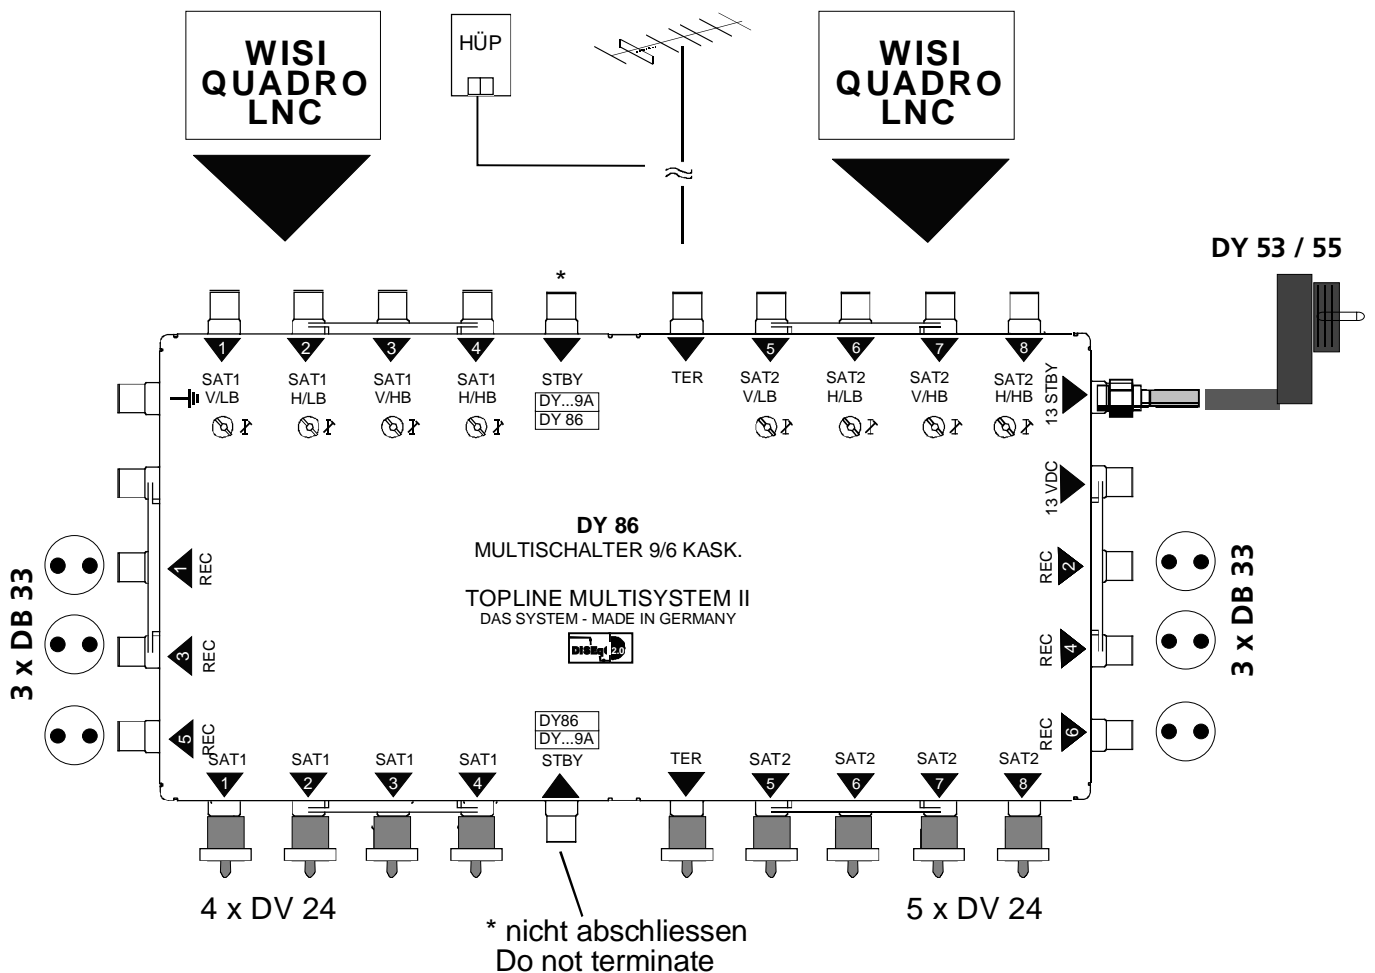 WISI
QUADRO
LNC
HÜP
WISI
QUADRO
LNC
DY 53 / 55
*
1
2
3
4
5
6
7
8
SAT1
V/LB
SAT1
H/LB
SAT1
V/HB
SAT1
H/HB
STBY
DY...9A
DY 86
TER
SAT2
V/LB
SAT2
H/LB
SAT2
V/HB
SAT2
H/HB
13 STBY
13 VDC
DY 86
MULTISCHALTER 9/6 KASK.
TOPLINE MULTISYSTEM II
DAS SYSTEM - MADE IN GERMANY
DiSEqC 2.0
3 x DB 33
1
REC
3
REC
5
REC
REC
2
REC
4
REC
6
3 x DB 33
DY86
DY...9A
STBY
SAT1
SAT1
SAT1
SAT1
TER
SAT2
SAT2
SAT2
SAT2
1
2
3
4
5
6
7
8
4 x DV 24
5 x DV 24
* nicht abschliessen
Do not terminate